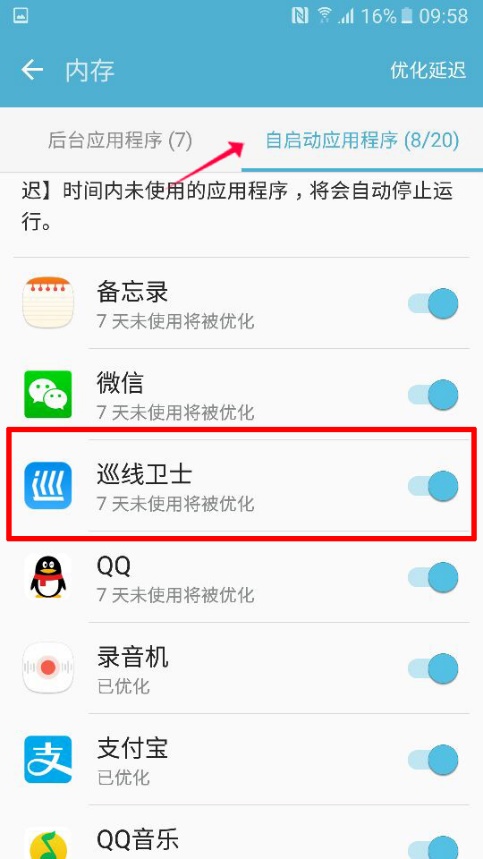 16% 09:58
内存
优化延迟
后台应用程序 (7)
自启动应用程序 (8/20)
迟】时间内未使用的应用程序，将会自动停止运
行。
备忘录
7 天未使用将被优化
微信
7 天未使用将被优化
巡线卫士
7 天未使用将被优化
QQ
7 天未使用将被优化
录音机
已优化
支付宝
已优化
QQ音乐